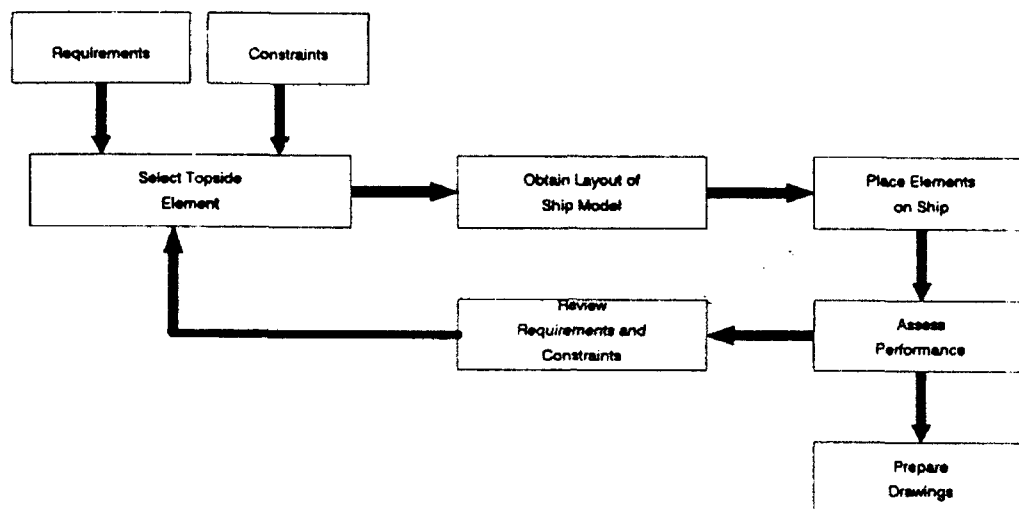 Requirements
Constraints
Select Topside
Element
Obtain Layout of
Ship Model
Place Elements
on Ship
Review
Requirements and
Constraints
Assess
Performance
Prepare
Drawings